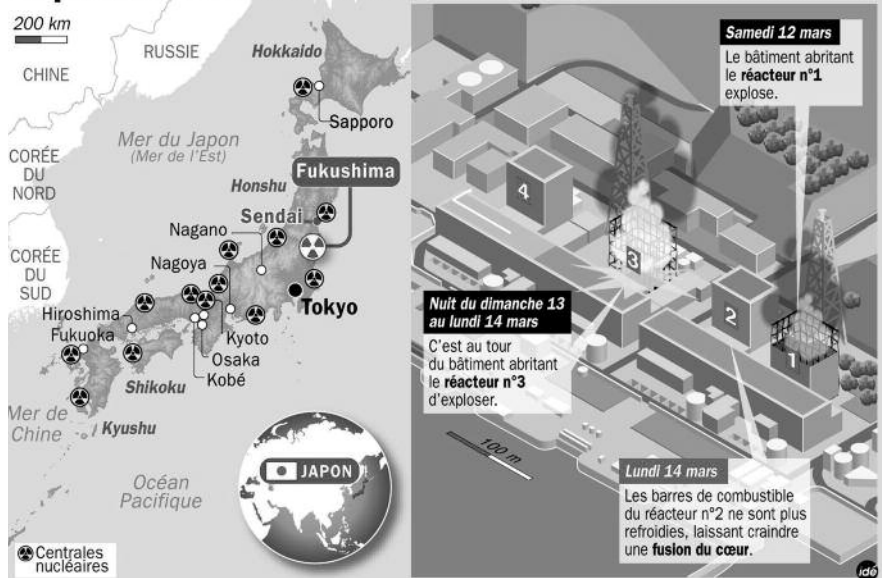 200 km
RUSSIE
CHINE
Hokkaido
Sapporo
Mer du Japon
(Mer de l'Est)
CORÉE
DU
NORD
Honshu
Fukushima
Sendai
Nagano
CORÉE
DU
SUD
Nagoya
Tokyo
Hiroshima
Fukuoka
Kyoto
Osaka
Kobé
Shikoku
Mer de
Chine
Kyushu
Océan
Pacifique
JAPON
Centrales
nucléaires
Samedi 12 mars
Le bâtiment abritant
le réacteur n°1
explose.
4
3
2
1
Nuit du dimanche 13
au lundi 14 mars
C'est au tour
du bâtiment abritant
le réacteur n°3
d'exploser.
100 m
Lundi 14 mars
Les barres de combustible
du réacteur n°2 ne sont plus
refroidies, laissant craindre
une fusion du cœur.
idé